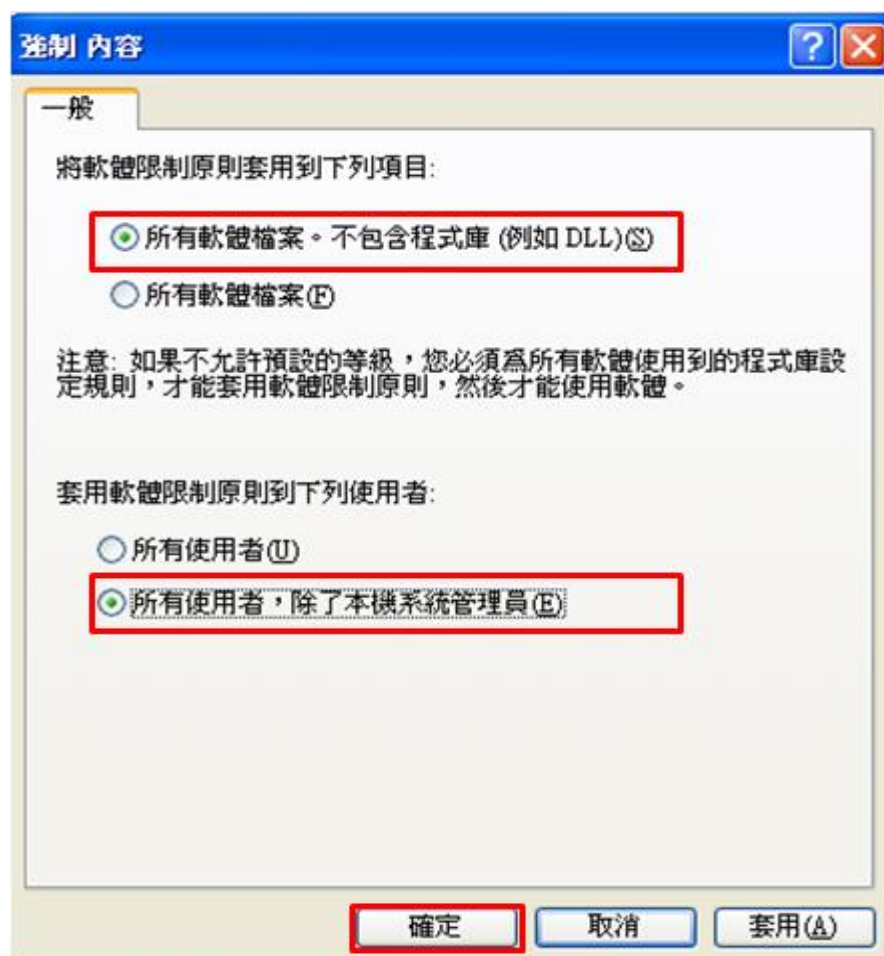 強制 內容
一般
將軟體限制原則套用到下列項目:
所有軟體檔案。不包含程式庫 (例如 DLL)(S)
所有軟體檔案(F)
注意: 如果不允許預設的等級，您必須為所有軟體使用到的程式庫設
定規則，才能套用軟體限制原則，然後才能使用軟體。
套用軟體限制原則到下列使用者:
所有使用者(U)
所有使用者，除了本機系統管理員(E)
確定 取消 套用(A)